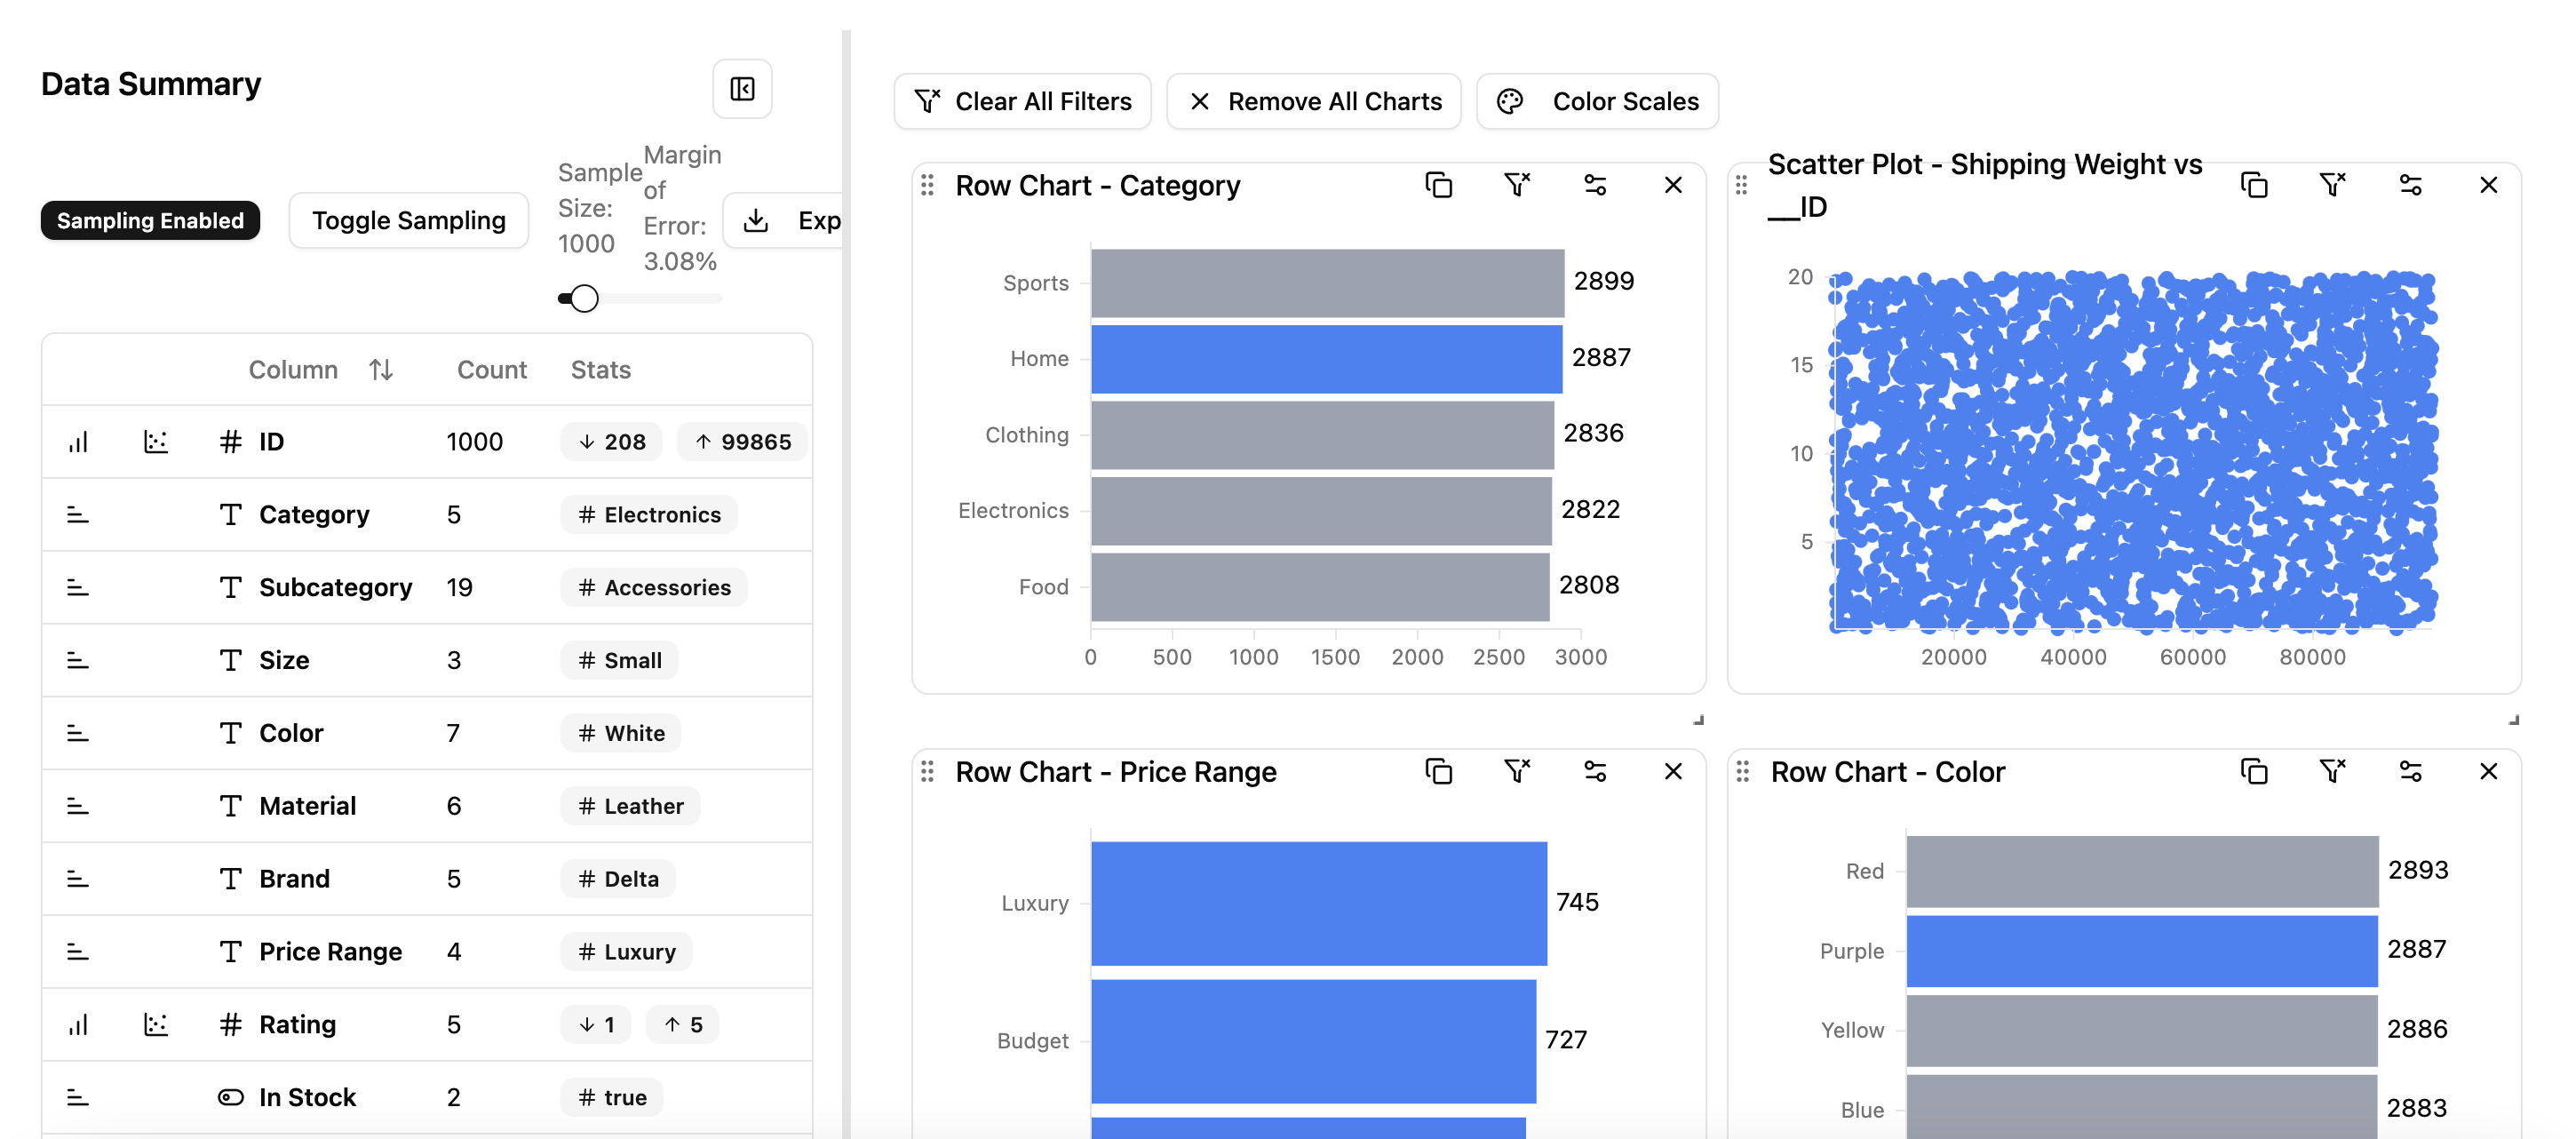 Data Summary
Sampling Enabled
Toggle Sampling
Sample
Size:
1000
Margin
of
Error:
3.08%
Exp
Column Count Stats
# ID 1000 ↓ 208 ↑ 99865
T Category 5 # Electronics
T Subcategory 19 # Accessories
T Size 3 # Small
T Color 7 # White
T Material 6 # Leather
T Brand 5 # Delta
T Price Range 4 # Luxury
# Rating 5 ↓ 1 ↑ 5
In Stock 2 # true
Clear All Filters
Remove All Charts
Color Scales
Row Chart - Category
Sports 2899
Home 2887
Clothing 2836
Electronics 2822
Food 2808
0 500 1000 1500 2000 2500 3000
Scatter Plot - Shipping Weight vs
__ID
20
15
10
5
20000 40000 60000 80000
Row Chart - Price Range
Luxury 745
Budget 727
Row Chart - Color
Red 2893
Purple 2887
Yellow 2886
Blue 2883